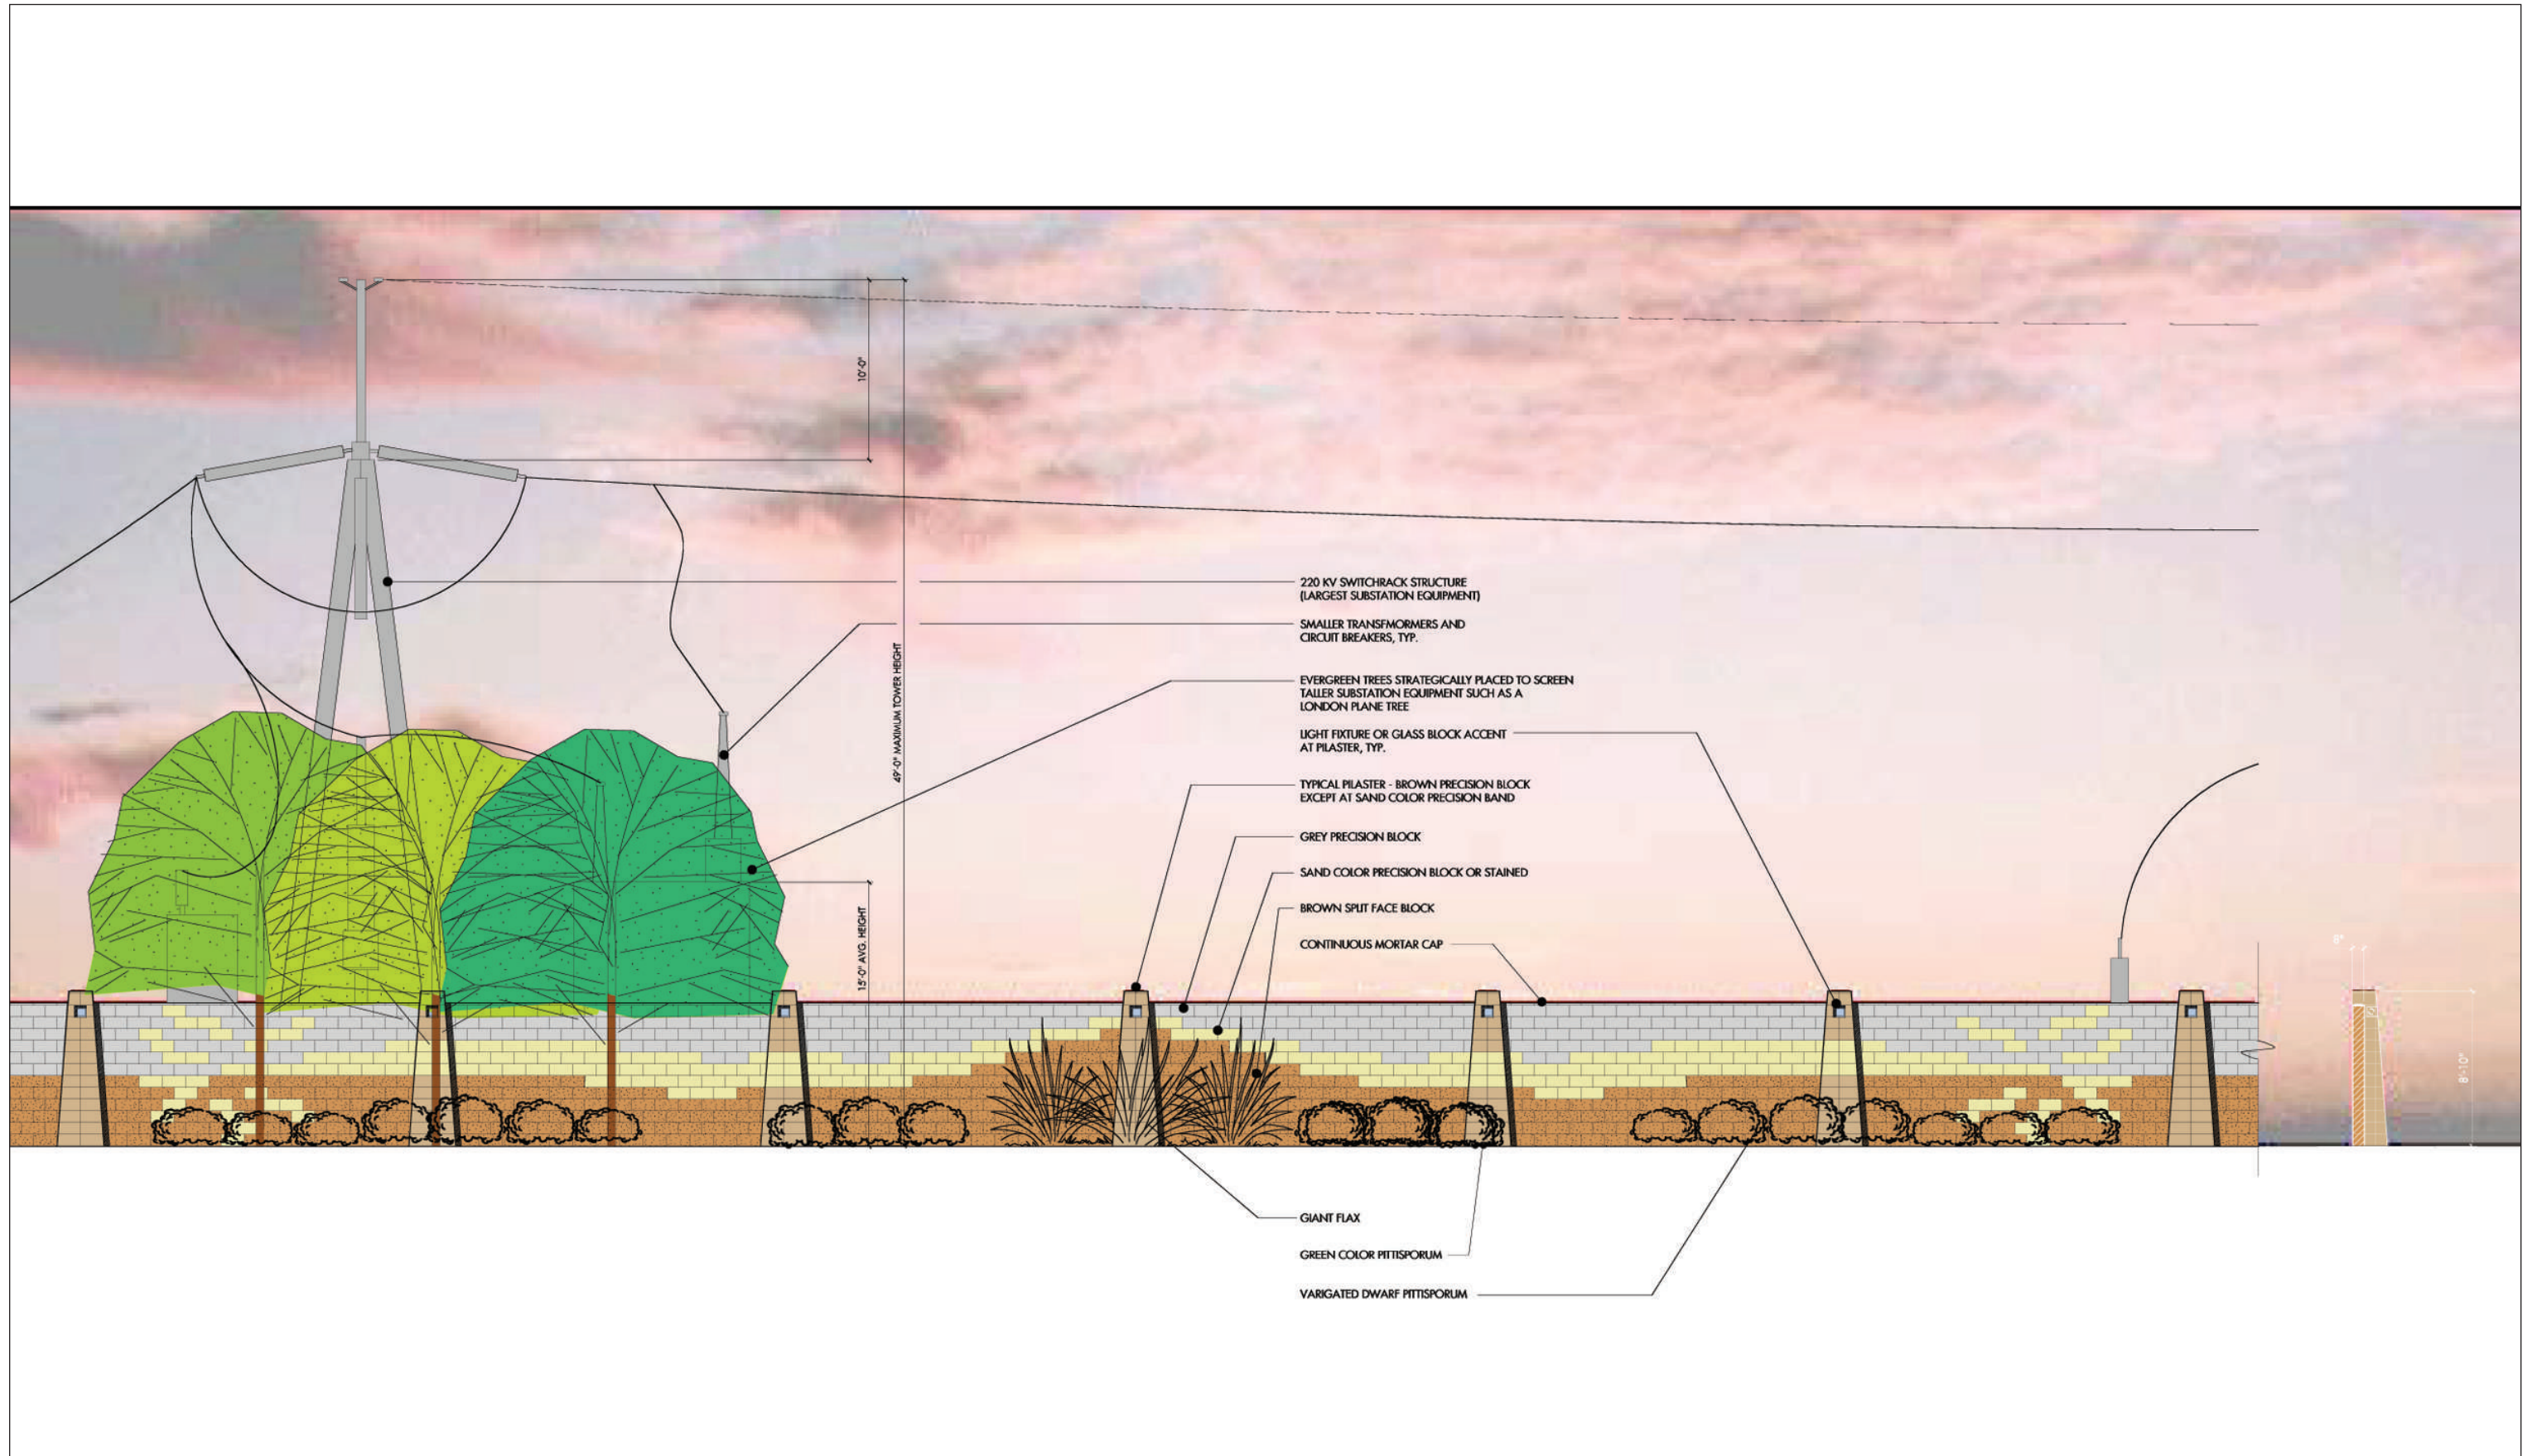 10'-0"
49'-0" MAXIMUM TOWER HEIGHT
15'-0" AVG. HEIGHT
220 KV SWITCHRACK STRUCTURE
(LARGEST SUBSTATION EQUIPMENT)
SMALLER TRANSFMORMERS AND
CIRCUIT BREAKERS, TYP.
EVERGREEN TREES STRATEGICALLY PLACED TO SCREEN
TALLER SUBSTATION EQUIPMENT SUCH AS A
LONDON PLANE TREE
LIGHT FIXTURE OR GLASS BLOCK ACCENT
AT PILASTER, TYP.
TYPICAL PILASTER - BROWN PRECISION BLOCK
EXCEPT AT SAND COLOR PRECISION BAND
GREY PRECISION BLOCK
SAND COLOR PRECISION BLOCK OR STAINED
BROWN SPLIT FACE BLOCK
CONTINUOUS MORTAR CAP
8'-10"
GIANT FLAX
GREEN COLOR PITTISPORUM
VARIGATED DWARF PITTISPORUM